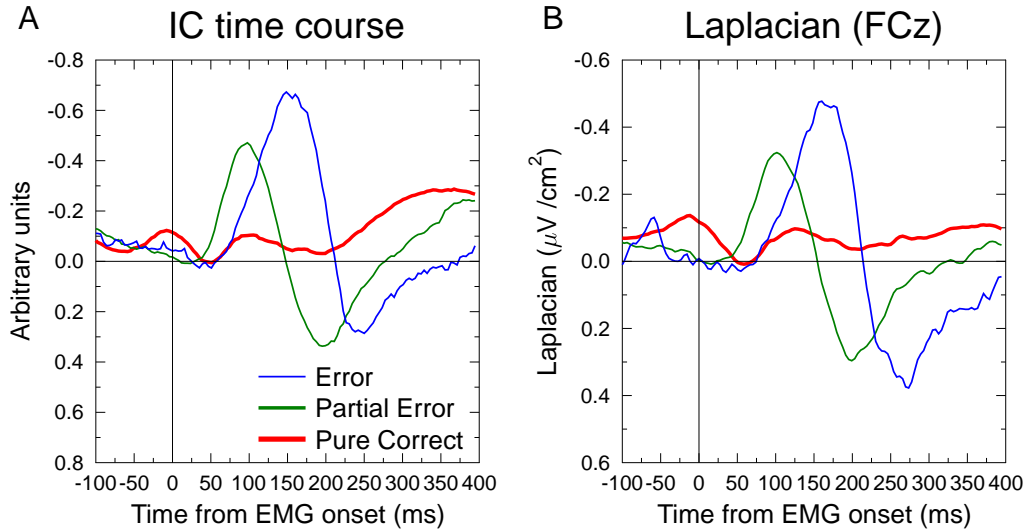 A
IC time course
Arbitrary units
-0.8
-0.6
-0.4
-0.2
0.0
0.2
0.4
0.6
0.8
Error
Partial Error
Pure Correct
-100 -50 0 50 100 150 200 250 300 350 400
Time from EMG onset (ms)
B
Laplacian (FCz)
Laplacian (μV /cm²)
-0.4
-0.2
0.0
0.2
0.4
0.6
-100 -50 0 50 100 150 200 250 300 350 400
Time from EMG onset (ms)